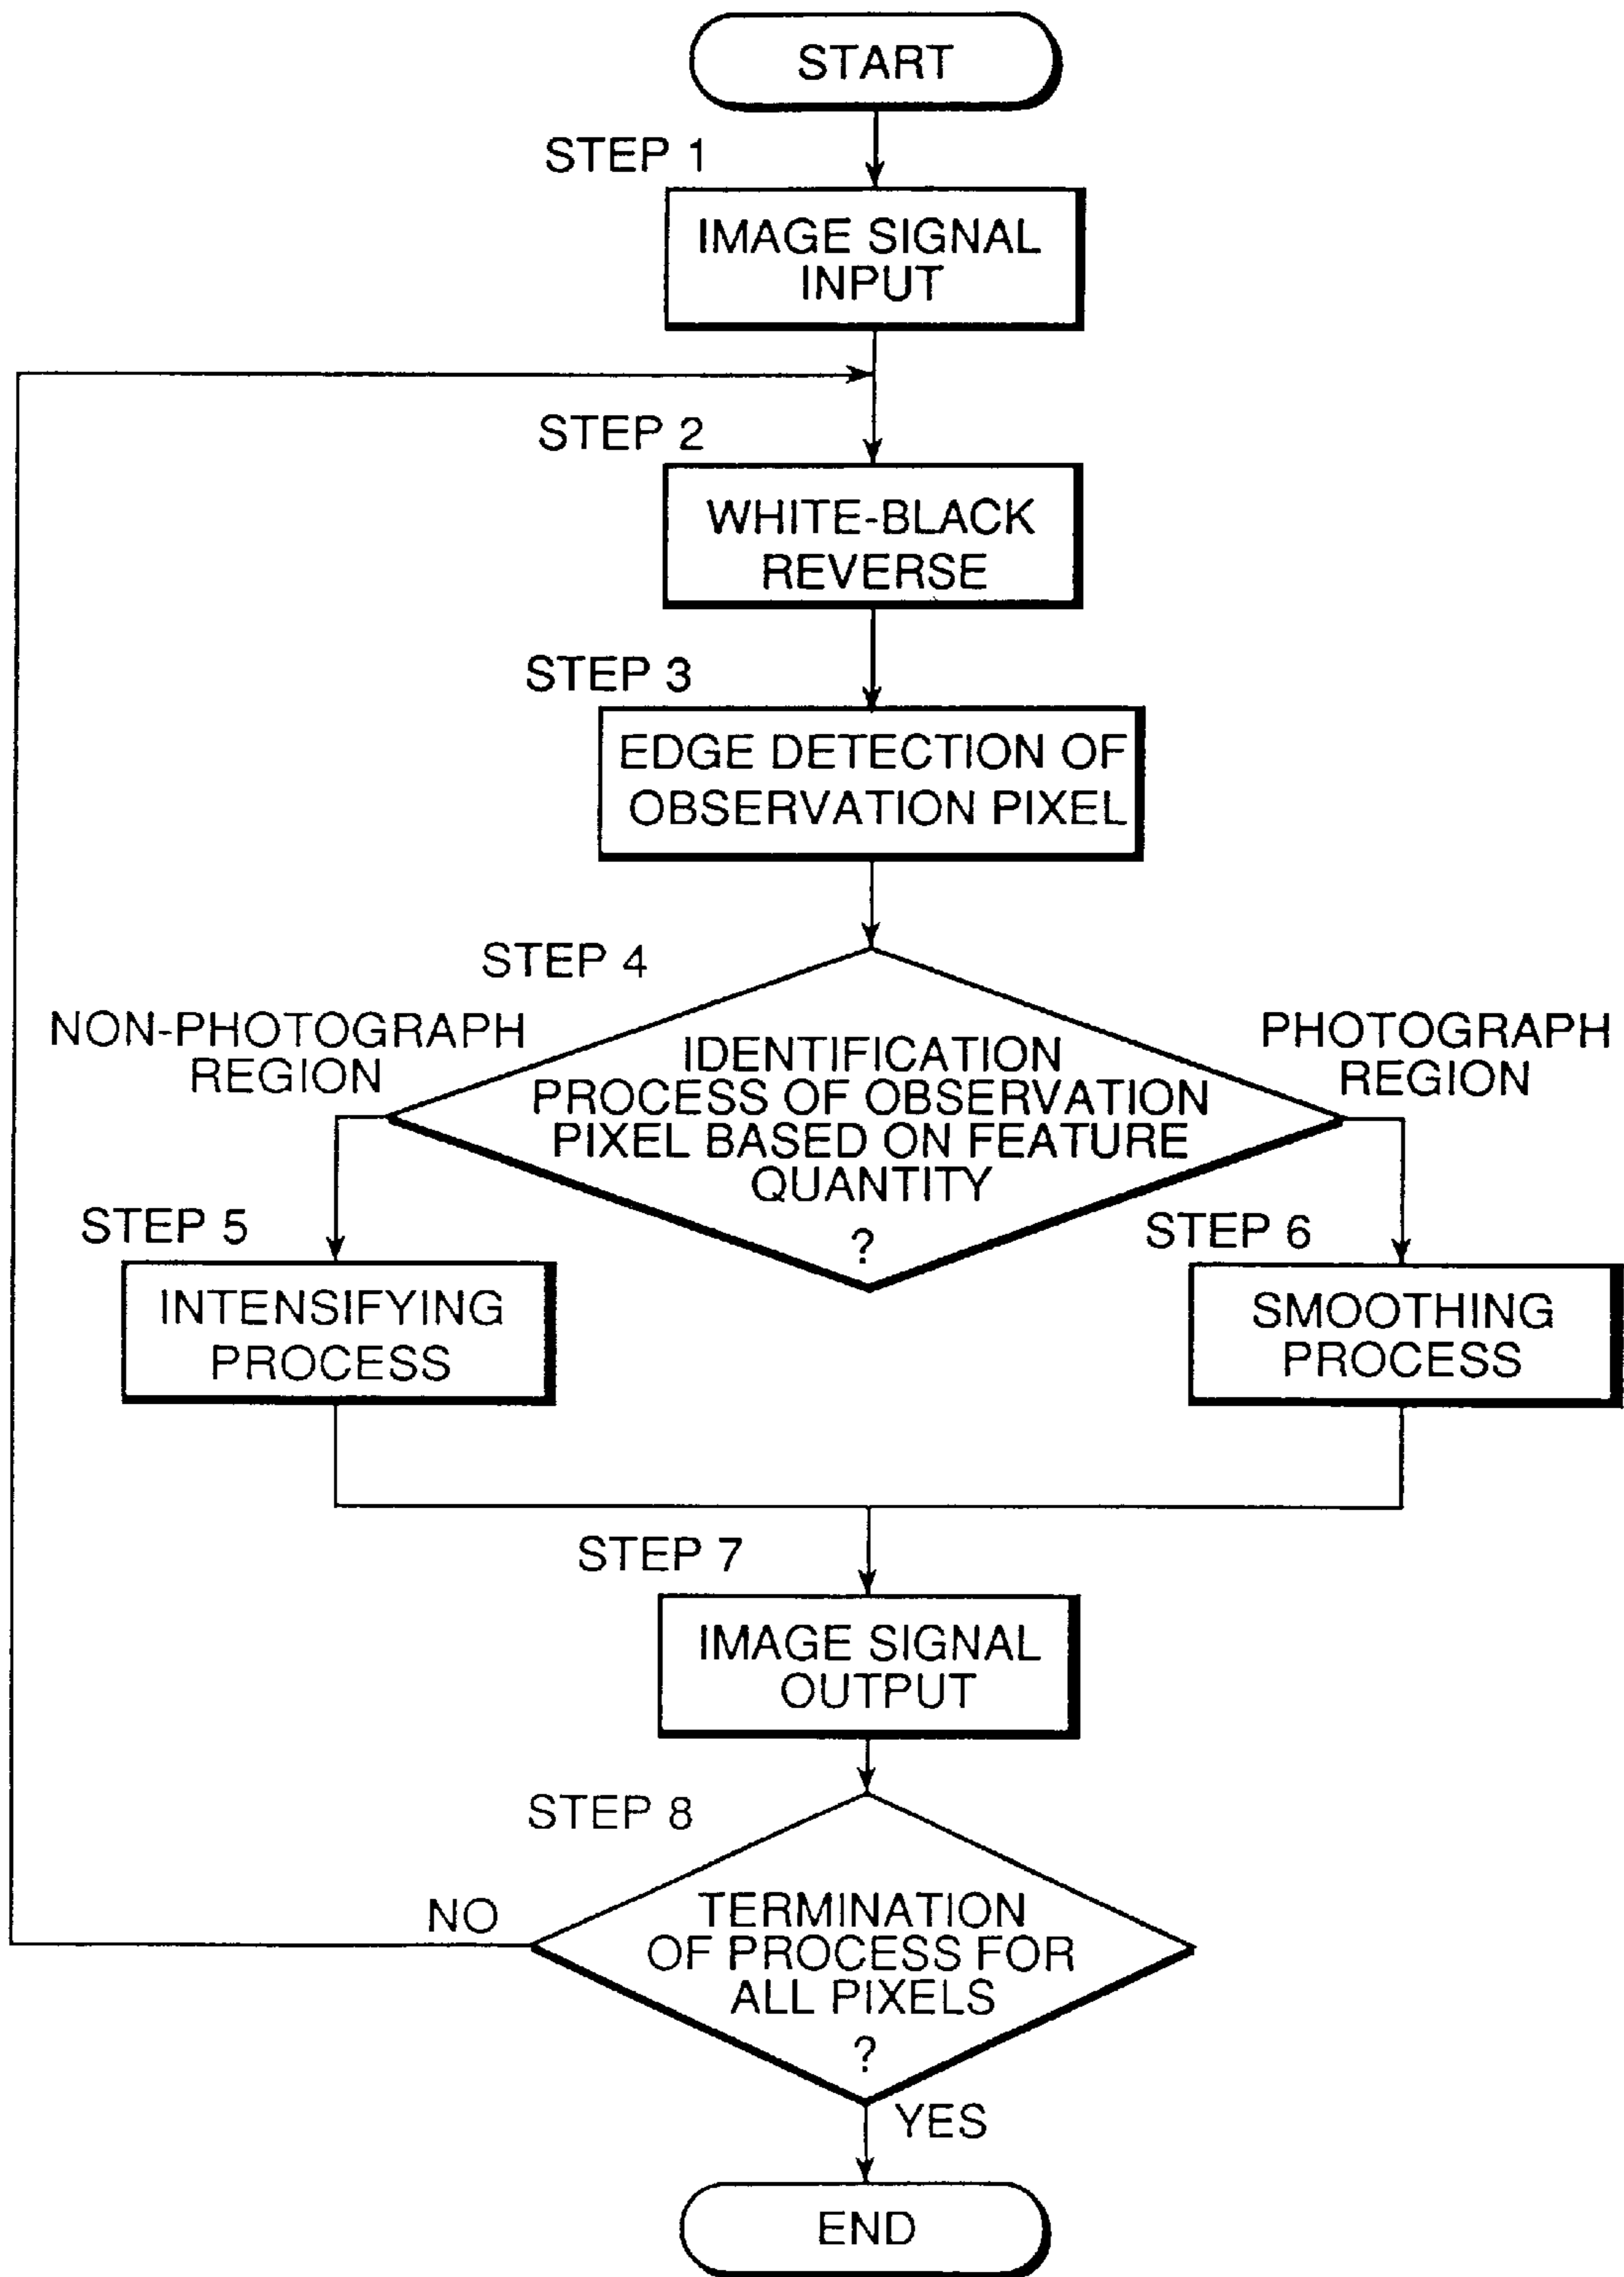 START
STEP 1
IMAGE SIGNAL
INPUT
STEP 2
WHITE-BLACK
REVERSE
STEP 3
EDGE DETECTION OF
OBSERVATION PIXEL
STEP 4
NON-PHOTOGRAPH
REGION
IDENTIFICATION
PROCESS OF OBSERVATION
PIXEL BASED ON FEATURE
QUANTITY
?
PHOTOGRAPH
REGION
STEP 5
INTENSIFYING
PROCESS
STEP 6
SMOOTHING
PROCESS
STEP 7
IMAGE SIGNAL
OUTPUT
STEP 8
NO
TERMINATION
OF PROCESS FOR
ALL PIXELS
?
YES
END